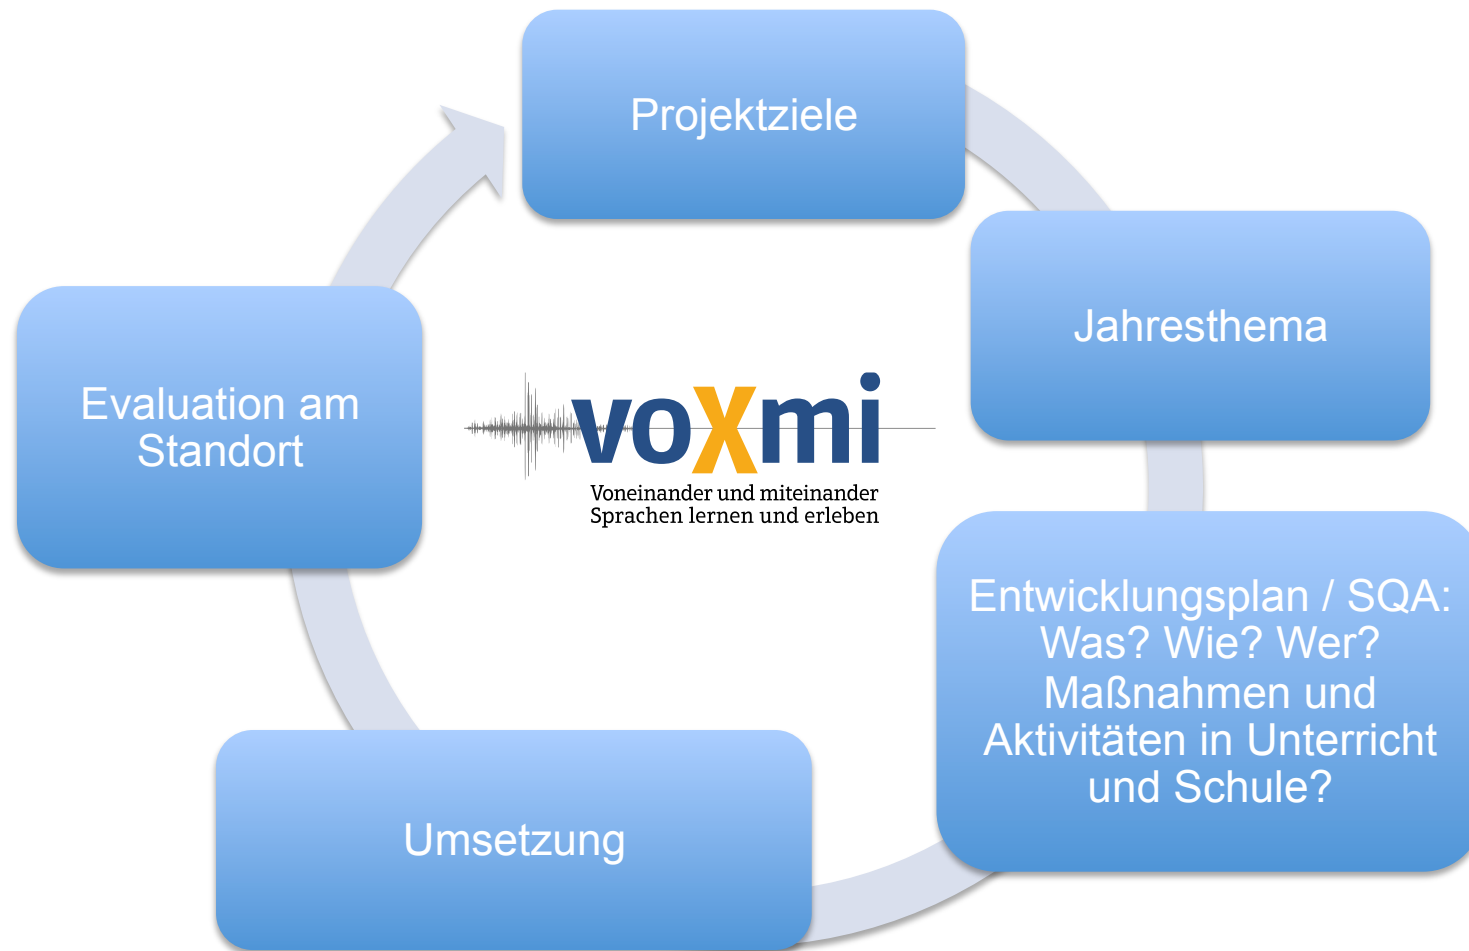 Projektziele
Jahresthema
Entwicklungsplan / SQA:
Was? Wie? Wer?
Maßnahmen und
Aktivitäten in Unterricht
und Schule?
Umsetzung
Evaluation am
Standort
voXmi
Voneinander und miteinander
Sprachen lernen und erleben